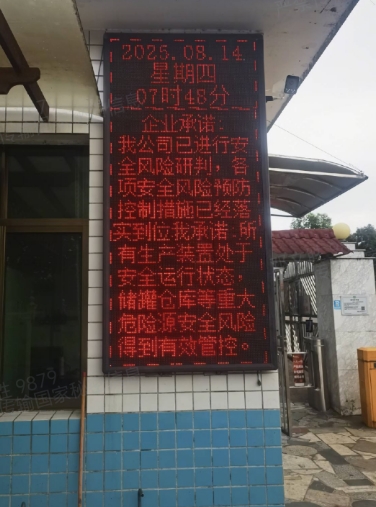 2025.08.14
星期四
07时48分
企业承诺:
我公司已进行安
全风险研判，各
项安全风险预防
控制措施已经落
实到位我承诺.所
有生产装置处于
安全运行状态，
储罐仓库等重大
危险源安全风险
得到有效管控。
9879